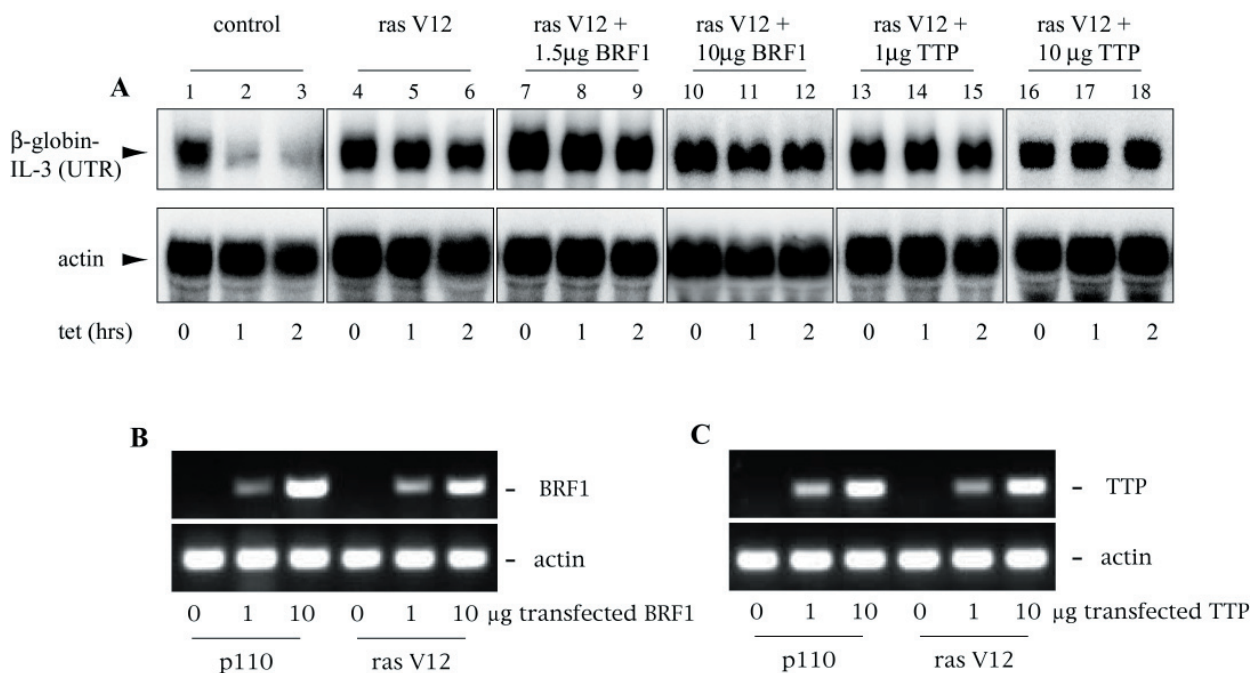 control ras V12 ras V12 + ras V12 + ras V12 + ras V12 +
1.5µg BRF1 10µg BRF1 1µg TTP 10 µg TTP
A 1 2 3 4 5 6 7 8 9 10 11 12 13 14 15 16 17 18
β-globin-
IL-3 (UTR)
actin
tet (hrs) 0 1 2 0 1 2 0 1 2 0 1 2 0 1 2 0 1 2
B
BRF1
actin
0 1 10 0 1 10 µg transfected BRF1
p110 ras V12
C
TTP
actin
0 1 10 0 1 10 µg transfected TTP
p110 ras V12